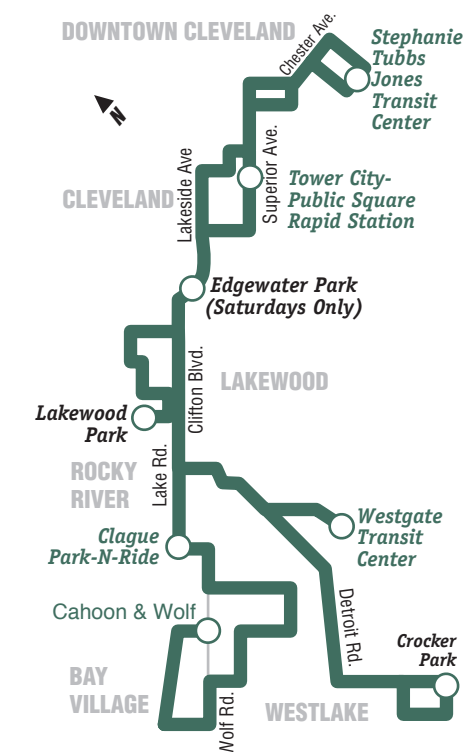 DOWNTOWN CLEVELAND
Chester Ave.
Stephanie
Tubbs
Jones
Transit
Center
N
Lakeside Ave
Superior Ave.
CLEVELAND
Tower City-
Public Square
Rapid Station
Edgewater Park
(Saturdays Only)
Clifton Blvd.
LAKEWOOD
Lakewood
Park
Lake Rd.
ROCKY
RIVER
Westgate
Transit
Center
Clague
Park-N-Ride
Cahoon & Wolf
Detroit Rd.
Crocker
Park
BAY
VILLAGE
Wolf Rd.
WESTLAKE